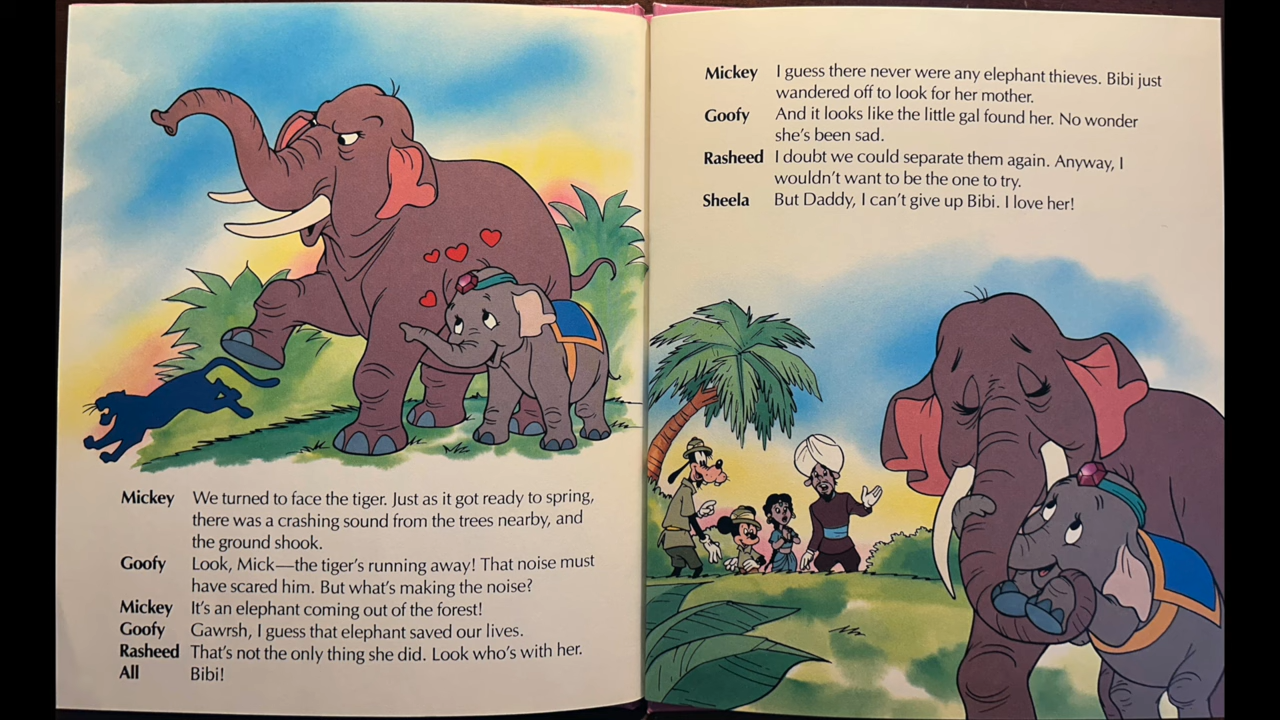 Mickey We turned to face the tiger. Just as it got ready to spring,
there was a crashing sound from the trees nearby, and
the ground shook.
Goofy Look, Mick—the tiger's running away! That noise must
have scared him. But what's making the noise?
Mickey It's an elephant coming out of the forest!
Goofy Gawrsh, I guess that elephant saved our lives.
Rasheed That's not the only thing she did. Look who's with her.
All Bibi!
Mickey I guess there never were any elephant thieves. Bibi just
wandered off to look for her mother.
Goofy And it looks like the little gal found her. No wonder
she's been sad.
Rasheed I doubt we could separate them again. Anyway, I
wouldn't want to be the one to try.
Sheela But Daddy, I can't give up Bibi. I love her!